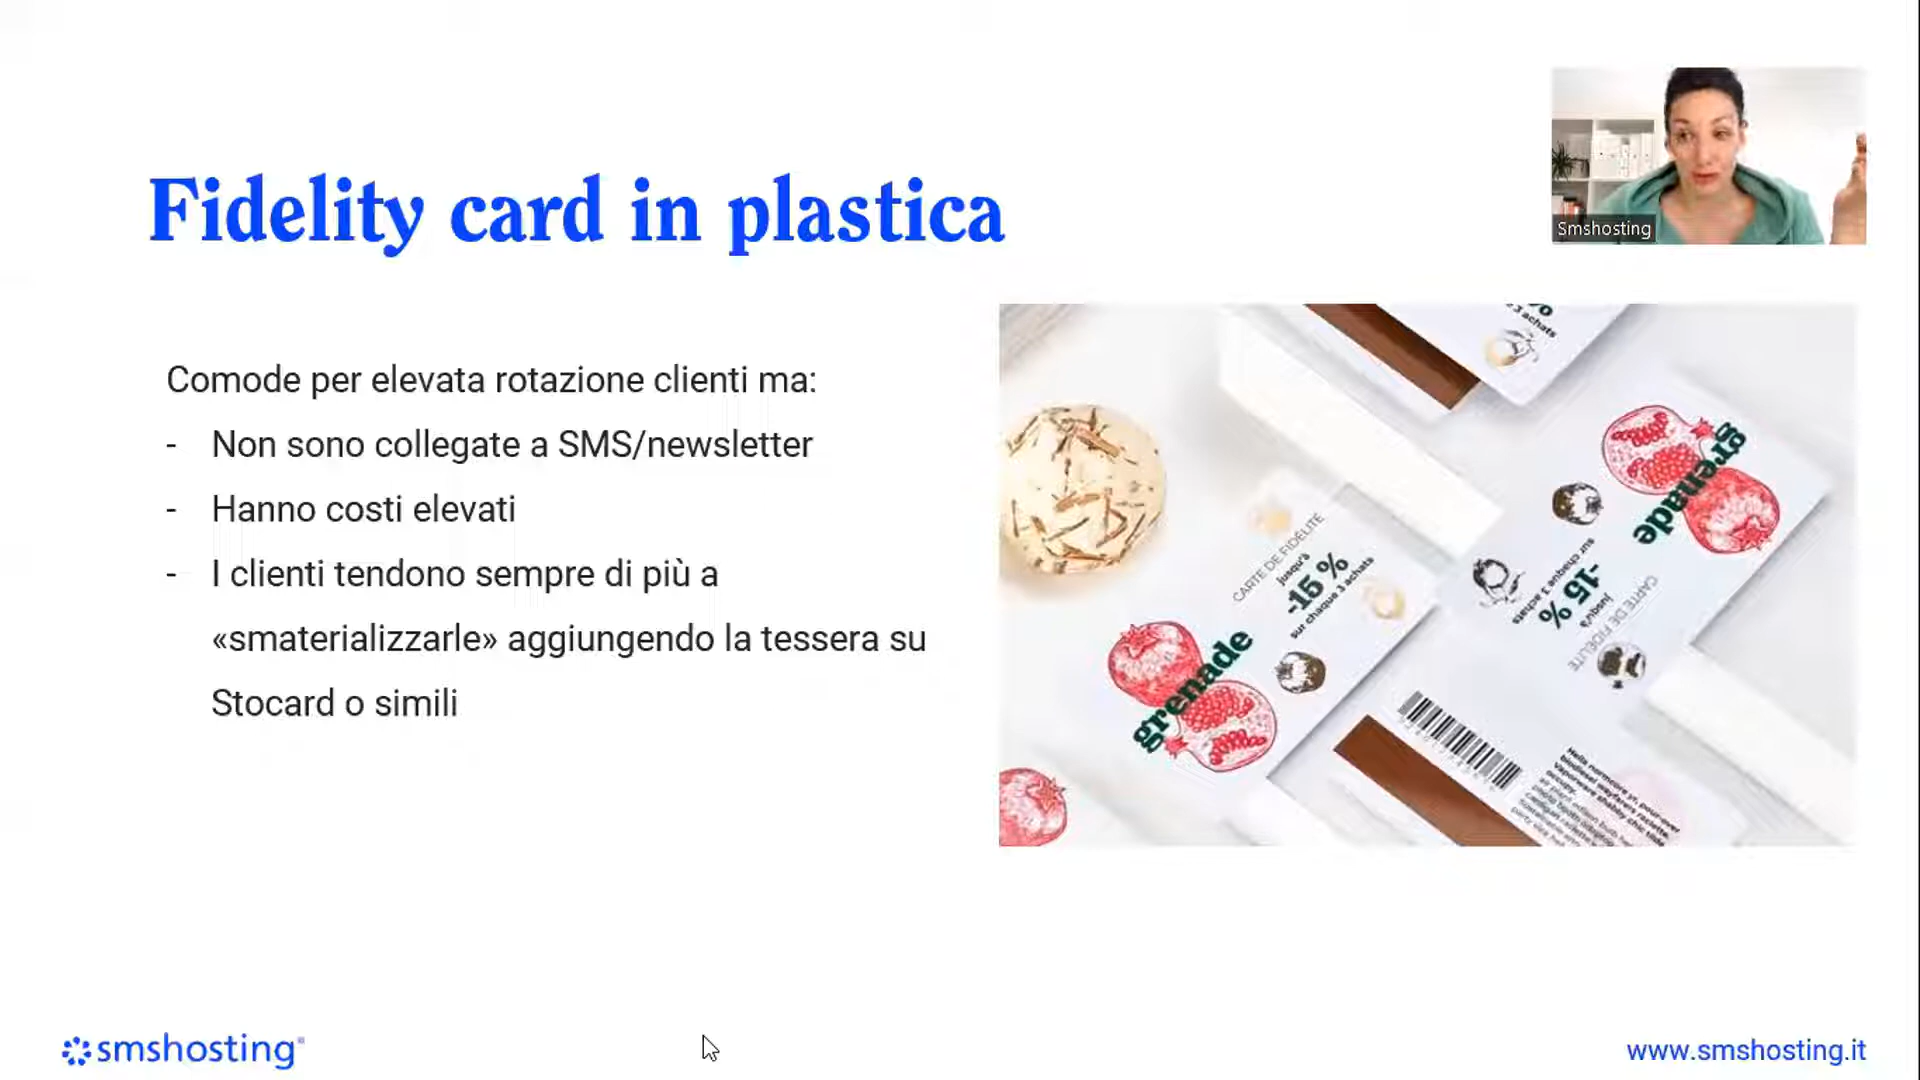 Fidelity card in plastica
Smshosting
Comode per elevata rotazione clienti ma:
- Non sono collegate a SMS/newsletter
- Hanno costi elevati
- I clienti tendono sempre di più a
«smaterializzarle» aggiungendo la tessera su
Stocard o simili
3 achats
CARTE DE FIDÉLITÉ
jusqu'à
-15 %
sur chaque 3 achats
grenade
grenade
sur chaque 3 achats
-15 %
jusqu'à
CARTE DE FIDÉLITÉ
smshosting
www.smshosting.it